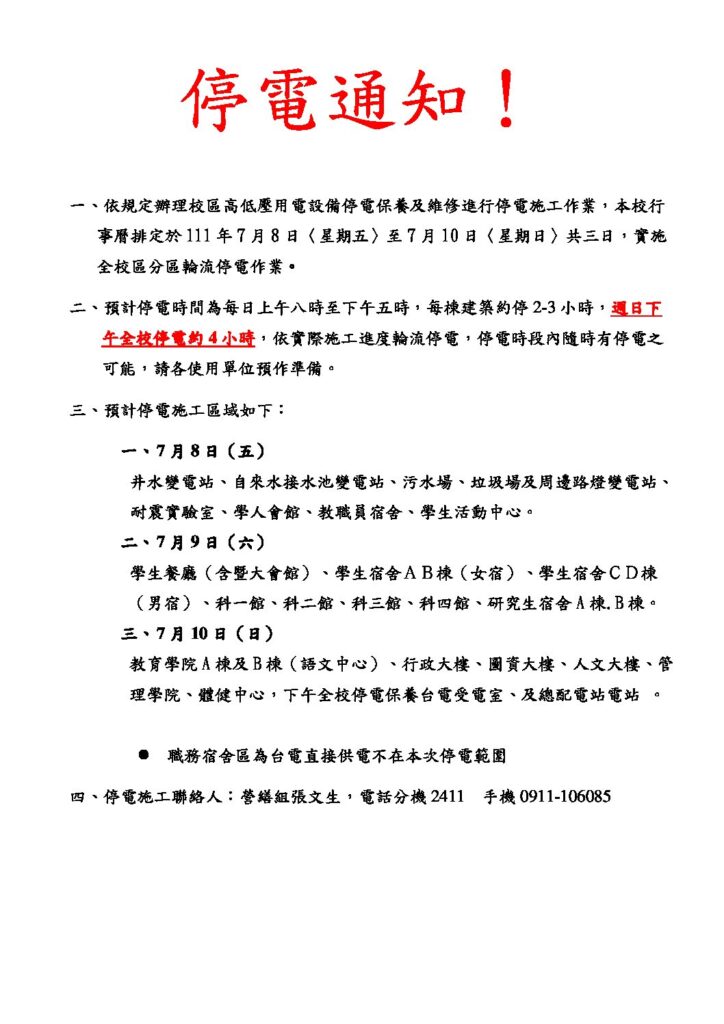 停電通知！
一、依規定辦理校區高低壓用電設備停電保養及維修進行停電施工作業，本校行
事曆排定於 111 年 7 月 8 日〈星期五〉至 7 月 10 日〈星期日〉共三日，實施
全校區分區輪流停電作業。
二、預計停電時間為每日上午八時至下午五時，每棟建築約停 2-3 小時，週日下
午全校停電約 4 小時，依實際施工進度輪流停電，停電時段內隨時有停電之
可能，請各使用單位預作準備。
三、預計停電施工區域如下：
一、7 月 8 日（五）
井水變電站、自來水接水池變電站、污水場、垃圾場及周邊路燈變電站、
耐震實驗室、學人會館、教職員宿舍、學生活動中心。
二、7 月 9 日（六）
學生餐廳（含暨大會館）、學生宿舍ＡＢ棟（女宿）、學生宿舍ＣＤ棟
（男宿）、科一館、科二館、科三館、科四館、研究生宿舍 A 棟.B 棟。
三、7 月 10 日（日）
教育學院 A 棟及 B 棟（語文中心）、行政大樓、圖資大樓、人文大樓、管
理學院、體健中心，下午全校停電保養台電受電室、及總配電站電站 。
● 職務宿舍區為台電直接供電不在本次停電範圍
四、停電施工聯絡人：營繕組張文生，電話分機 2411　手機 0911-106085